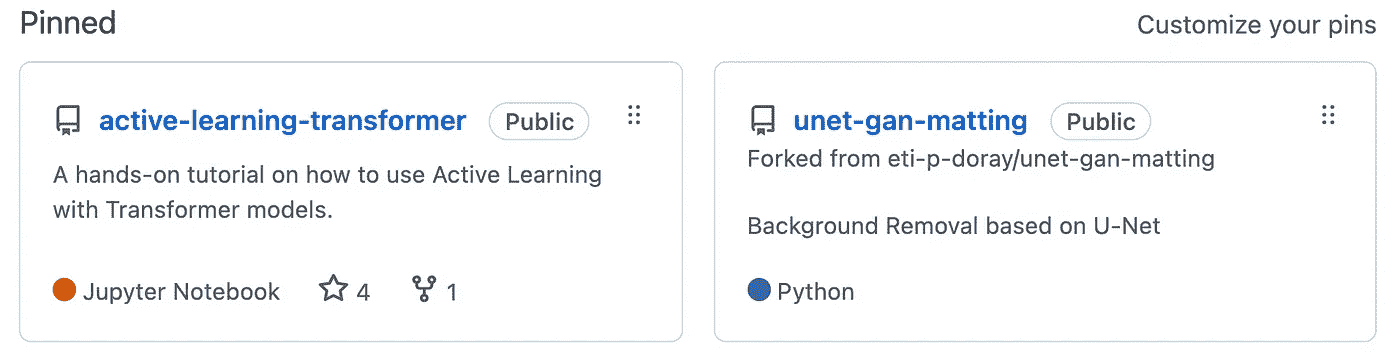 Pinned
Customize your pins
active-learning-transformer Public
A hands-on tutorial on how to use Active Learning
with Transformer models.
Jupyter Notebook 4 1
unet-gan-matting Public
Forked from eti-p-doray/unet-gan-matting
Background Removal based on U-Net
Python